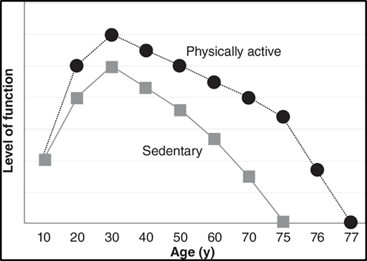 Level of function
Physically active
Sedentary
10 20 30 40 50 60 70 75 76 77
Age (y)